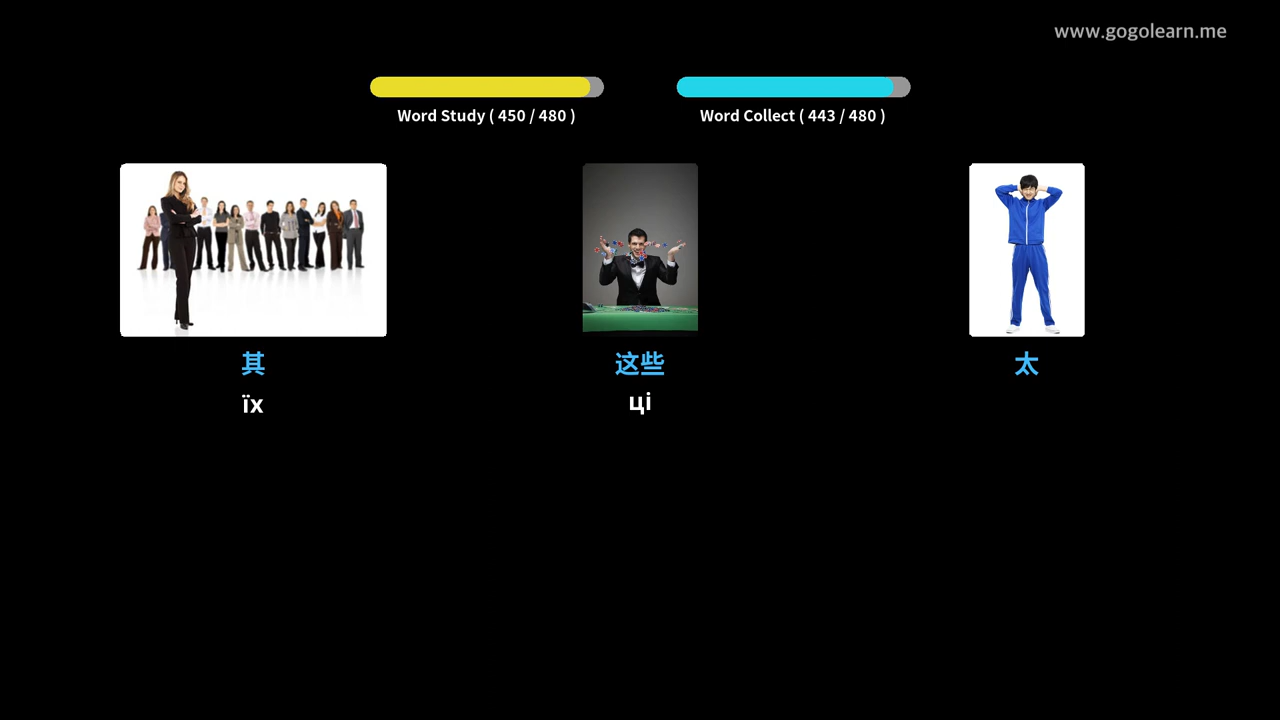 www.gogolearn.me
Word Study ( 450 / 480 )
Word Collect ( 443 / 480 )
其
这些
太
їх
ці